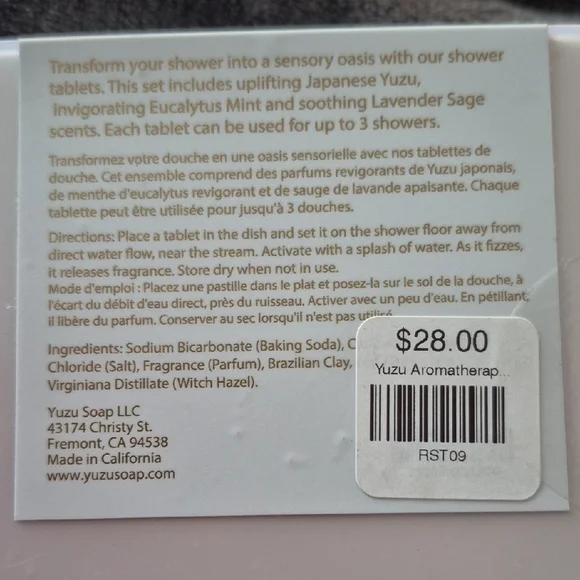 Transform your shower into a sensory oasis with our shower
tablets. This set includes uplifting Japanese Yuzu,
Invigorating Eucalytus Mint and soothing Lavender Sage
scents. Each tablet can be used for up to 3 showers.
Transformez votre douche en une oasis sensorielle avec nos tablettes de
douche. Cet ensemble comprend des parfums revigorants de Yuzu japonais,
de menthe d'eucalytus revigorant et de sauge de lavande apaisante. Chaque
tablette peut être utilisée pour jusqu'à 3 douches.
Directions: Place a tablet in the dish and set it on the shower floor away from
direct water flow, near the stream. Activate with a splash of water. As it fizzes,
it releases fragrance. Store dry when not in use.
Mode d'emploi : Placez une pastille dans le plat et posez-la sur le sol de la douche, à
l'écart du débit d'eau direct, près du ruisseau. Activer avec un peu d'eau. En pétillant,
il libère du parfum. Conserver au sec lorsqu'il n'est pas utilisé
Ingredients: Sodium Bicarbonate (Baking Soda), C
Chloride (Salt), Fragrance (Parfum), Brazilian Clay,
Virginiana Distillate (Witch Hazel).
Yuzu Soap LLC
43174 Christy St.
Fremont, CA 94538
Made in California
www.yuzusoap.com
$28.00
Yuzu Aromatherap...
RST09